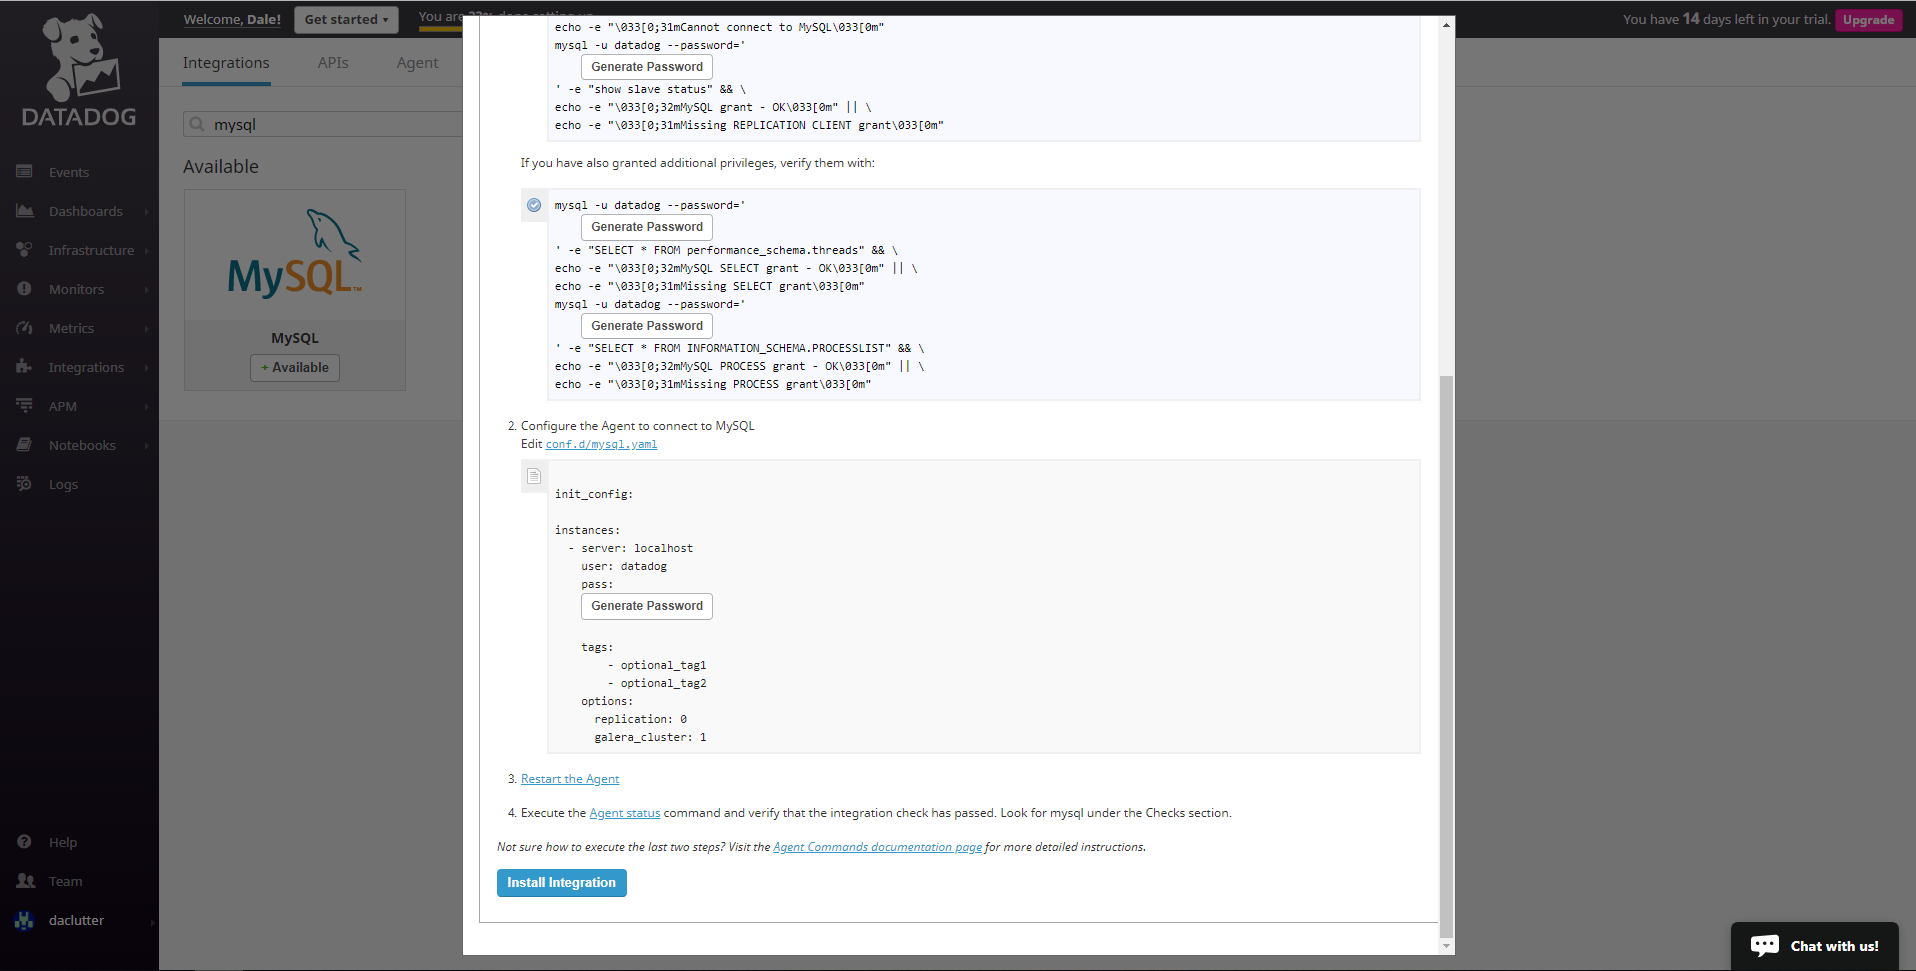 Welcome, Dale!
Get started ▾
You are
You have 14 days left in your trial.
Upgrade
DATADOG
Integrations
APIs
Agent
mysql
Available
MySQL™
MySQL
+ Available
Events
Dashboards
Infrastructure
Monitors
Metrics
Integrations
APM
Notebooks
Logs
Help
Team
daclutter
echo -e "\033[0;31mCannot connect to MySQL\033[0m"
mysql -u datadog --password='
Generate Password
' -e "show slave status" && \
echo -e "\033[0;32mMySQL grant - OK\033[0m" || \
echo -e "\033[0;31mMissing REPLICATION CLIENT grant\033[0m"
If you have also granted additional privileges, verify them with:
mysql -u datadog --password='
Generate Password
' -e "SELECT * FROM performance_schema.threads" && \
echo -e "\033[0;32mMySQL SELECT grant - OK\033[0m" || \
echo -e "\033[0;31mMissing SELECT grant\033[0m"
mysql -u datadog --password='
Generate Password
' -e "SELECT * FROM INFORMATION_SCHEMA.PROCESSLIST" && \
echo -e "\033[0;32mMySQL PROCESS grant - OK\033[0m" || \
echo -e "\033[0;31mMissing PROCESS grant\033[0m"
2. Configure the Agent to connect to MySQL
Edit conf.d/mysql.yaml
init_config:
instances:
- server: localhost
user: datadog
pass:
Generate Password
tags:
- optional_tag1
- optional_tag2
options:
replication: 0
galera_cluster: 1
3. Restart the Agent
4. Execute the Agent status command and verify that the integration check has passed. Look for mysql under the Checks section.
Not sure how to execute the last two steps? Visit the Agent Commands documentation page for more detailed instructions.
Install Integration
Chat with us!